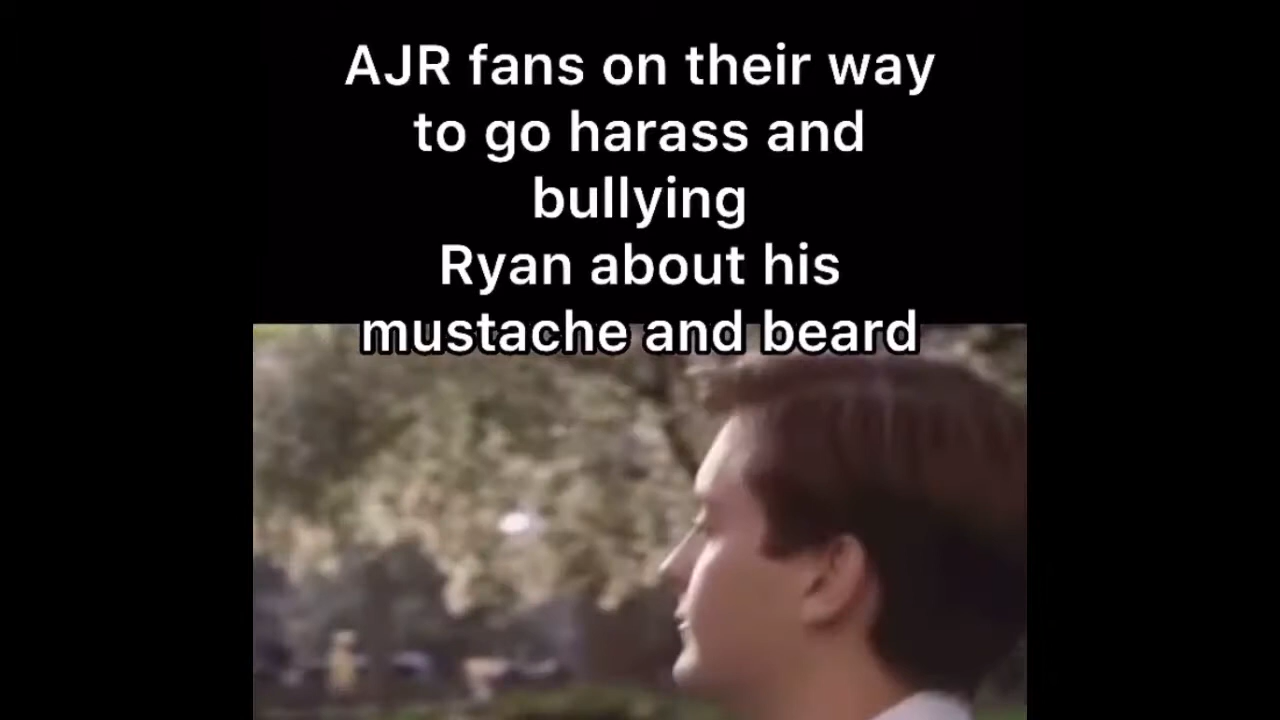 AJR fans on their way
to go harass and
bullying
Ryan about his
mustache and beard